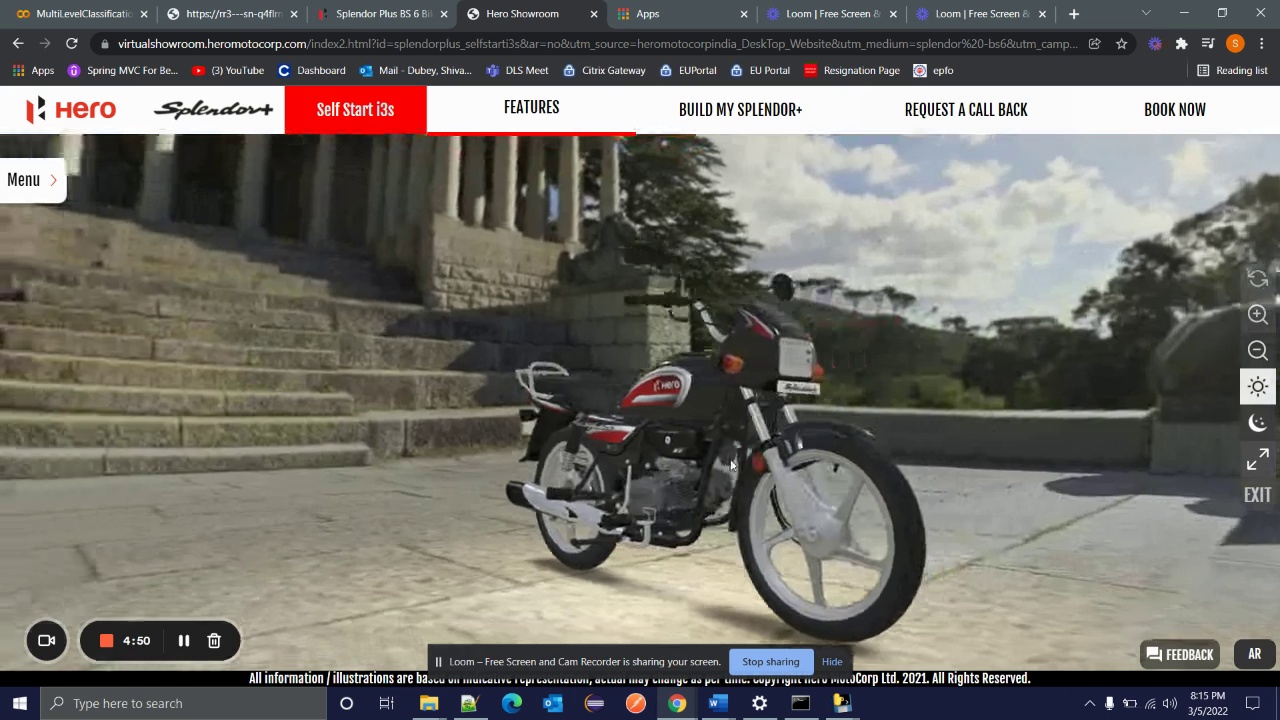 MultiLevelClassificatio
https://rr3---sn-q4flrn
Splendor Plus BS 6 Bi
Hero Showroom
Apps
Loom | Free Screen &
Loom | Free Screen &
virtualshowroom.heromotocorp.com/index2.html?id=splendorplus_selfstarti3s&at=no&utm_source=heromotocorpindia_DeskTop_Website&utm_medium=splendor%20-bs6&utm_camp...
S
Apps
Spring MVC For Be...
(3) YouTube
Dashboard
Mail - Dubey, Shiva...
DLS Meet
Citrix Gateway
EUPortal
EU Portal
Resignation Page
epfo
Reading list
HERO
Splendor+
Self Start i3s
FEATURES
BUILD MY SPLENDOR+
REQUEST A CALL BACK
BOOK NOW
Menu
Hero
Splendor+
EXIT
4:50
Loom – Free Screen and Cam Recorder is sharing your screen.
Stop sharing
Hide
FEEDBACK
AR
All information / illustrations are based on indicative representation, actual may change as per time. Copyright Hero MotoCorp Ltd. 2021. All Rights Reserved.
Type here to search
8:15 PM
3/5/2022